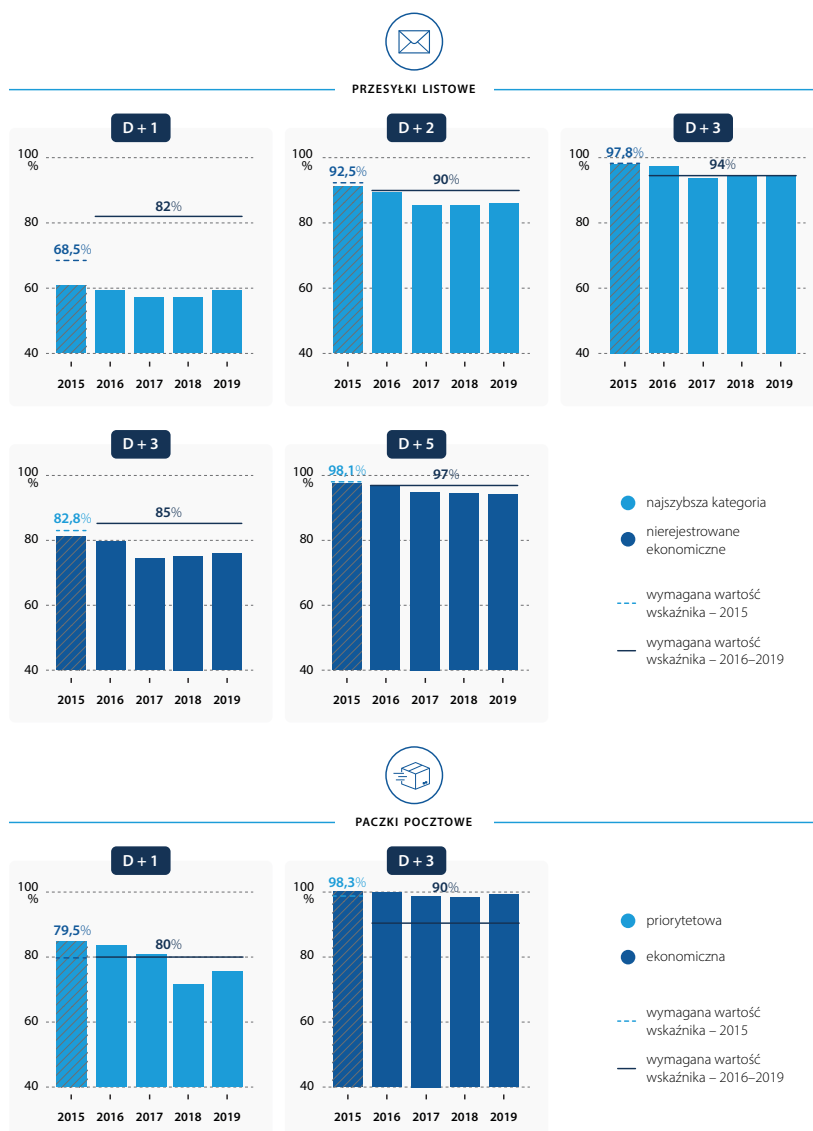 PRZESYŁKI LISTOWE
D + 1
100
%
80
60
40
68,5%
82%
2015 2016 2017 2018 2019
D + 2
100
%
80
60
40
92,5%
90%
2015 2016 2017 2018 2019
D + 3
100
%
80
60
40
97,8%
94%
2015 2016 2017 2018 2019
D + 3
100
%
80
60
40
82,8%
85%
2015 2016 2017 2018 2019
D + 5
100
%
80
60
40
98,1%
97%
2015 2016 2017 2018 2019
najszybsza kategoria
nierejestrowane
ekonomiczne
wymagana wartość
wskaźnika – 2015
wymagana wartość
wskaźnika – 2016–2019
PACZKI POCZTOWE
D + 1
100
%
80
60
40
79,5%
80%
2015 2016 2017 2018 2019
D + 3
100
%
80
60
40
98,3%
90%
2015 2016 2017 2018 2019
priorytetowa
ekonomiczna
wymagana wartość
wskaźnika – 2015
wymagana wartość
wskaźnika – 2016–2019